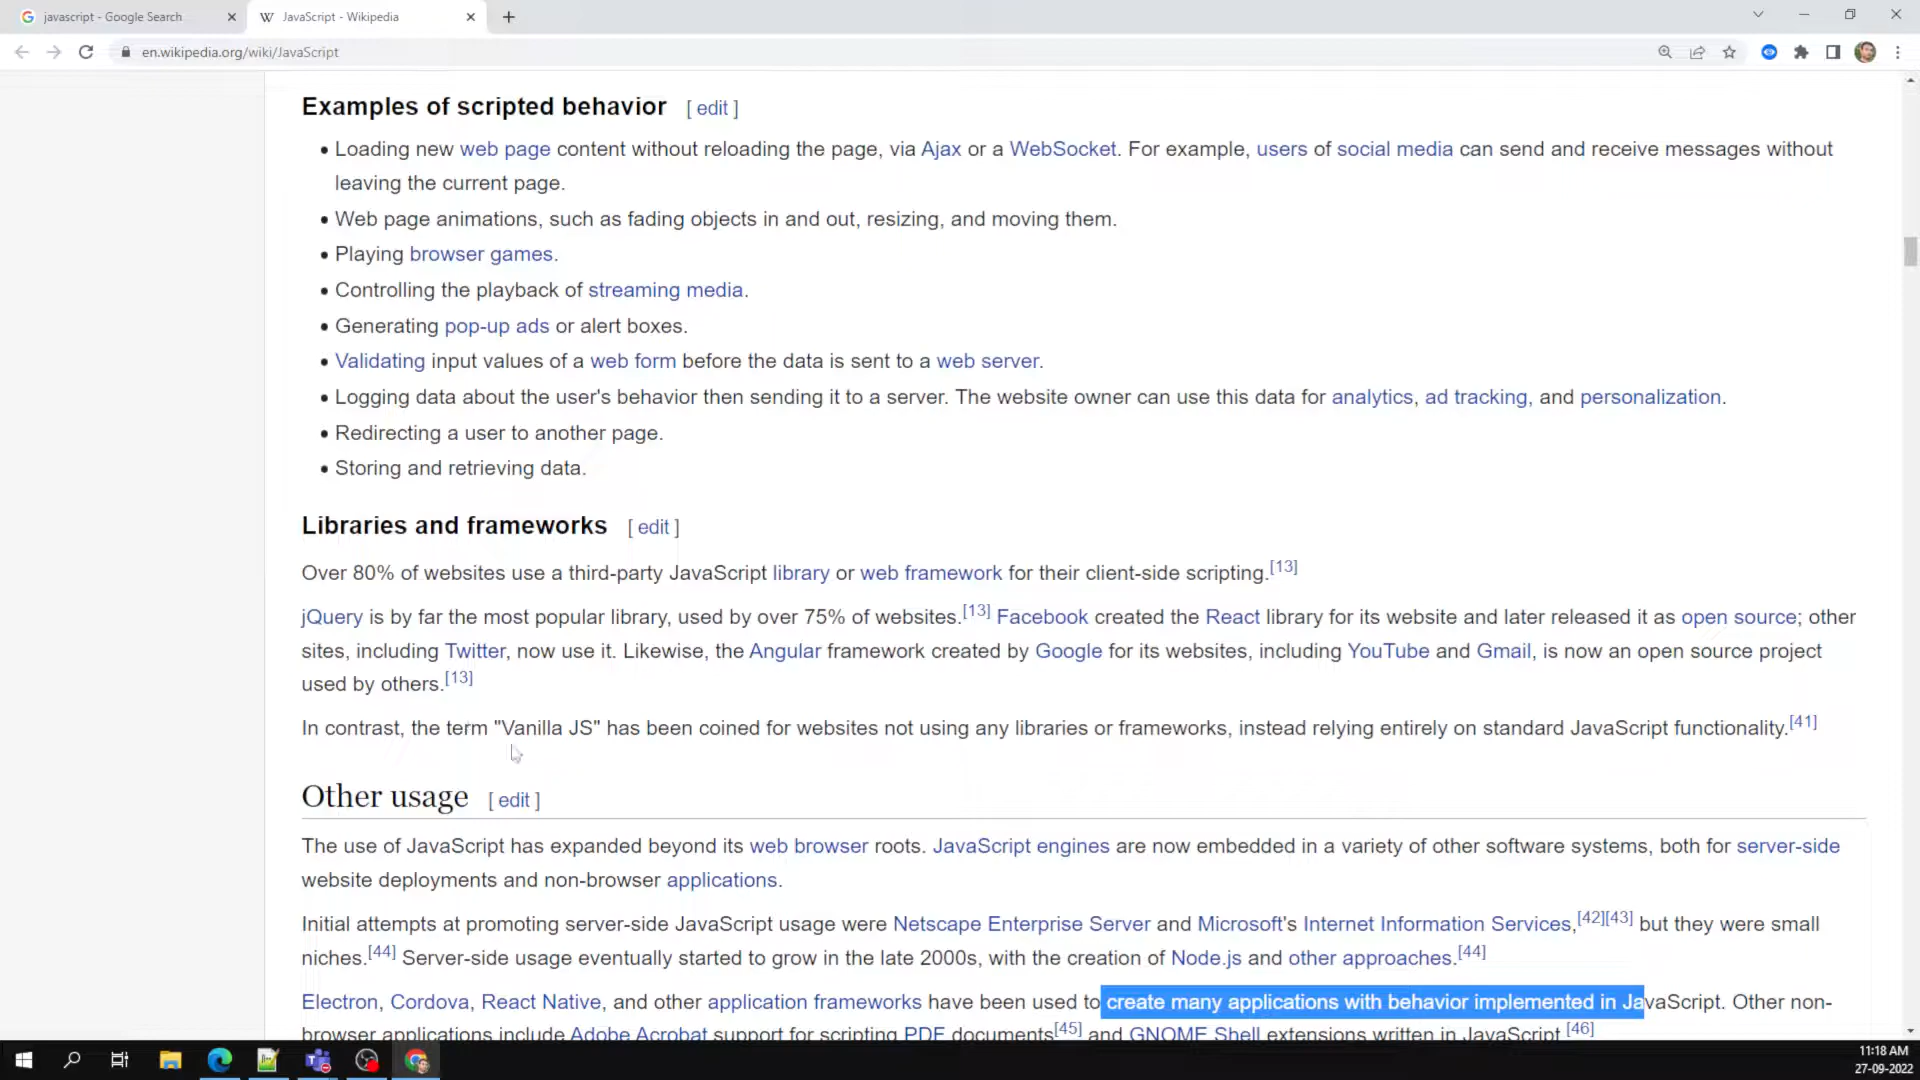 javascript - Google Search
JavaScript - Wikipedia
en.wikipedia.org/wiki/JavaScript
Examples of scripted behavior [ edit ]
• Loading new web page content without reloading the page, via Ajax or a WebSocket. For example, users of social media can send and receive messages without
leaving the current page.
• Web page animations, such as fading objects in and out, resizing, and moving them.
• Playing browser games.
• Controlling the playback of streaming media.
• Generating pop-up ads or alert boxes.
• Validating input values of a web form before the data is sent to a web server.
• Logging data about the user's behavior then sending it to a server. The website owner can use this data for analytics, ad tracking, and personalization.
• Redirecting a user to another page.
• Storing and retrieving data.
Libraries and frameworks [ edit ]
Over 80% of websites use a third-party JavaScript library or web framework for their client-side scripting.[13]
jQuery is by far the most popular library, used by over 75% of websites.[13] Facebook created the React library for its website and later released it as open source; other
sites, including Twitter, now use it. Likewise, the Angular framework created by Google for its websites, including YouTube and Gmail, is now an open source project
used by others.[13]
In contrast, the term "Vanilla JS" has been coined for websites not using any libraries or frameworks, instead relying entirely on standard JavaScript functionality.[41]
Other usage [ edit ]
The use of JavaScript has expanded beyond its web browser roots. JavaScript engines are now embedded in a variety of other software systems, both for server-side
website deployments and non-browser applications.
Initial attempts at promoting server-side JavaScript usage were Netscape Enterprise Server and Microsoft's Internet Information Services,[42][43] but they were small
niches.[44] Server-side usage eventually started to grow in the late 2000s, with the creation of Node.js and other approaches.[44]
Electron, Cordova, React Native, and other application frameworks have been used to create many applications with behavior implemented in JavaScript. Other non-
browser applications include Adobe Acrobat support for scripting PDF documents[45] and GNOME Shell extensions written in JavaScript.[46]
11:18 AM
27-09-2022